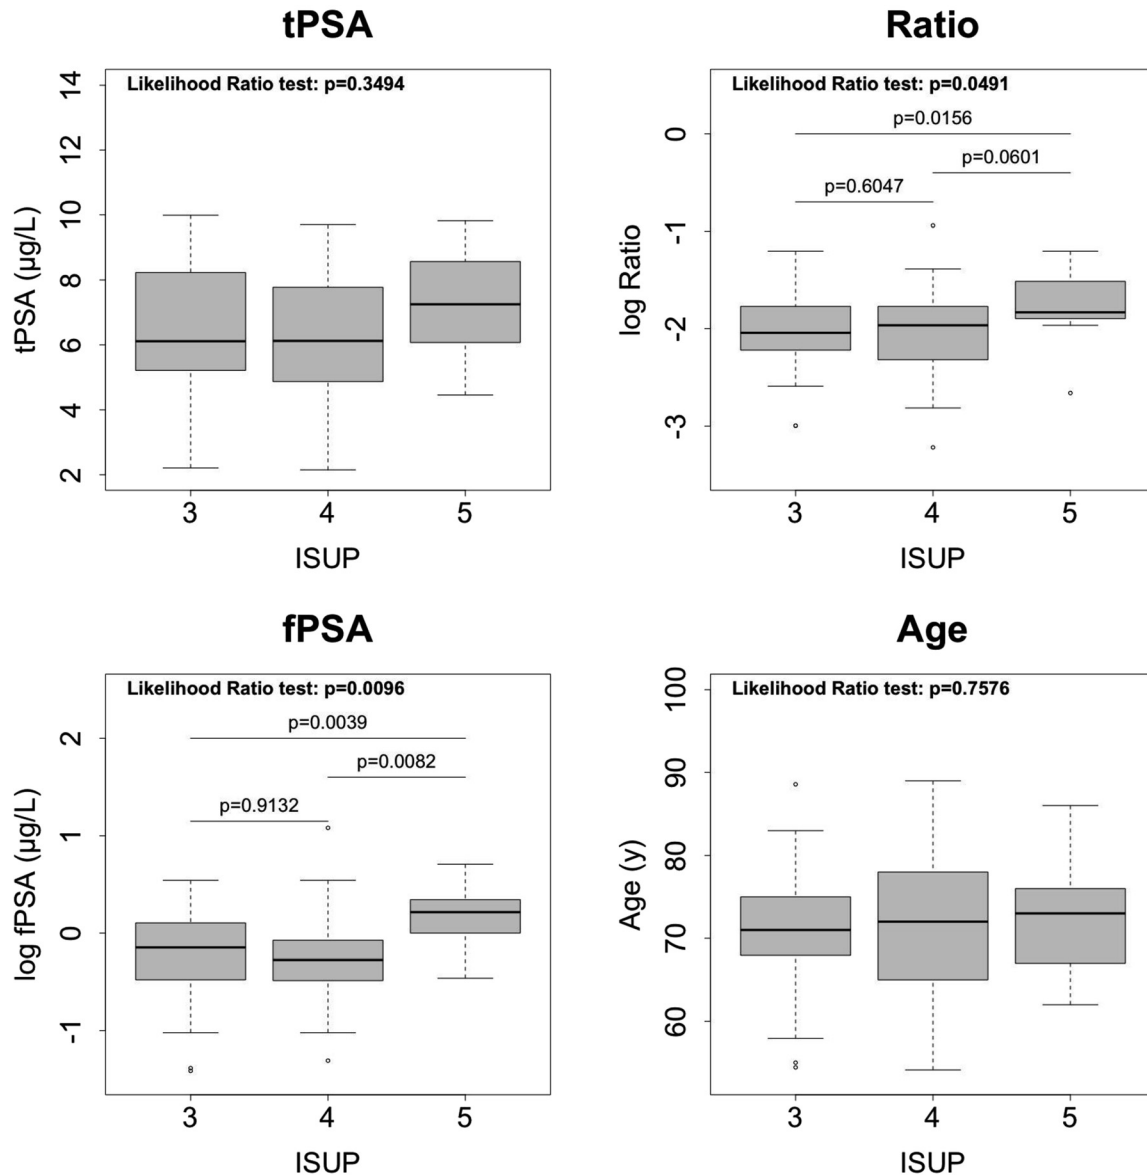 tPSA
Likelihood Ratio test: p=0.3494
tPSA (µg/L)
14
12
10
8
6
4
2
3 4 5
ISUP
Ratio
Likelihood Ratio test: p=0.0491
p=0.0156
p=0.0601
p=0.6047
log Ratio
0
-1
-2
-3
3 4 5
ISUP
fPSA
Likelihood Ratio test: p=0.0096
p=0.0039
p=0.0082
p=0.9132
log fPSA (µg/L)
2
1
0
-1
3 4 5
ISUP
Age
Likelihood Ratio test: p=0.7576
Age (y)
100
90
80
70
60
3 4 5
ISUP